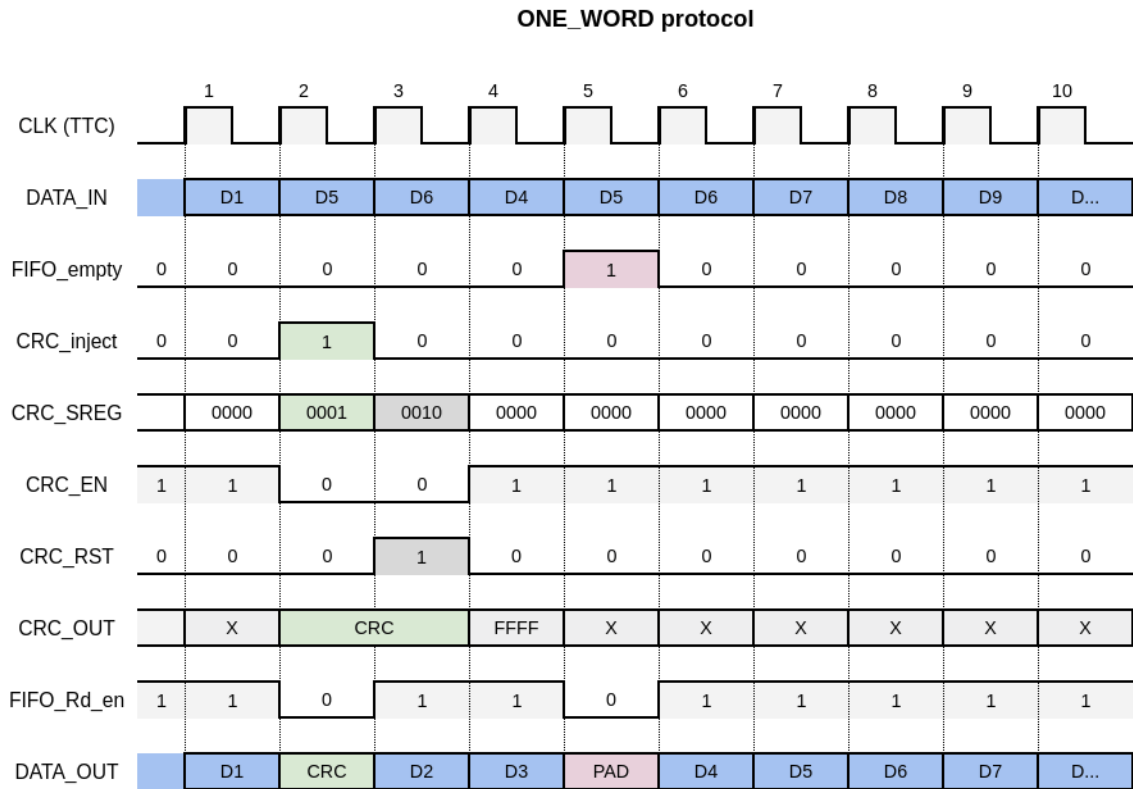 ONE_WORD protocol
1 2 3 4 5 6 7 8 9 10
CLK (TTC)
DATA_IN D1 D5 D6 D4 D5 D6 D7 D8 D9 D...
FIFO_empty 0 0 0 0 0 1 0 0 0 0 0
CRC_inject 0 0 1 0 0 0 0 0 0 0 0
CRC_SREG 0000 0001 0010 0000 0000 0000 0000 0000 0000 0000
CRC_EN 1 1 0 0 1 1 1 1 1 1 1
CRC_RST 0 0 0 1 0 0 0 0 0 0 0
CRC_OUT X CRC FFFF X X X X X X
FIFO_Rd_en 1 1 0 1 1 0 1 1 1 1 1
DATA_OUT D1 CRC D2 D3 PAD D4 D5 D6 D7 D...